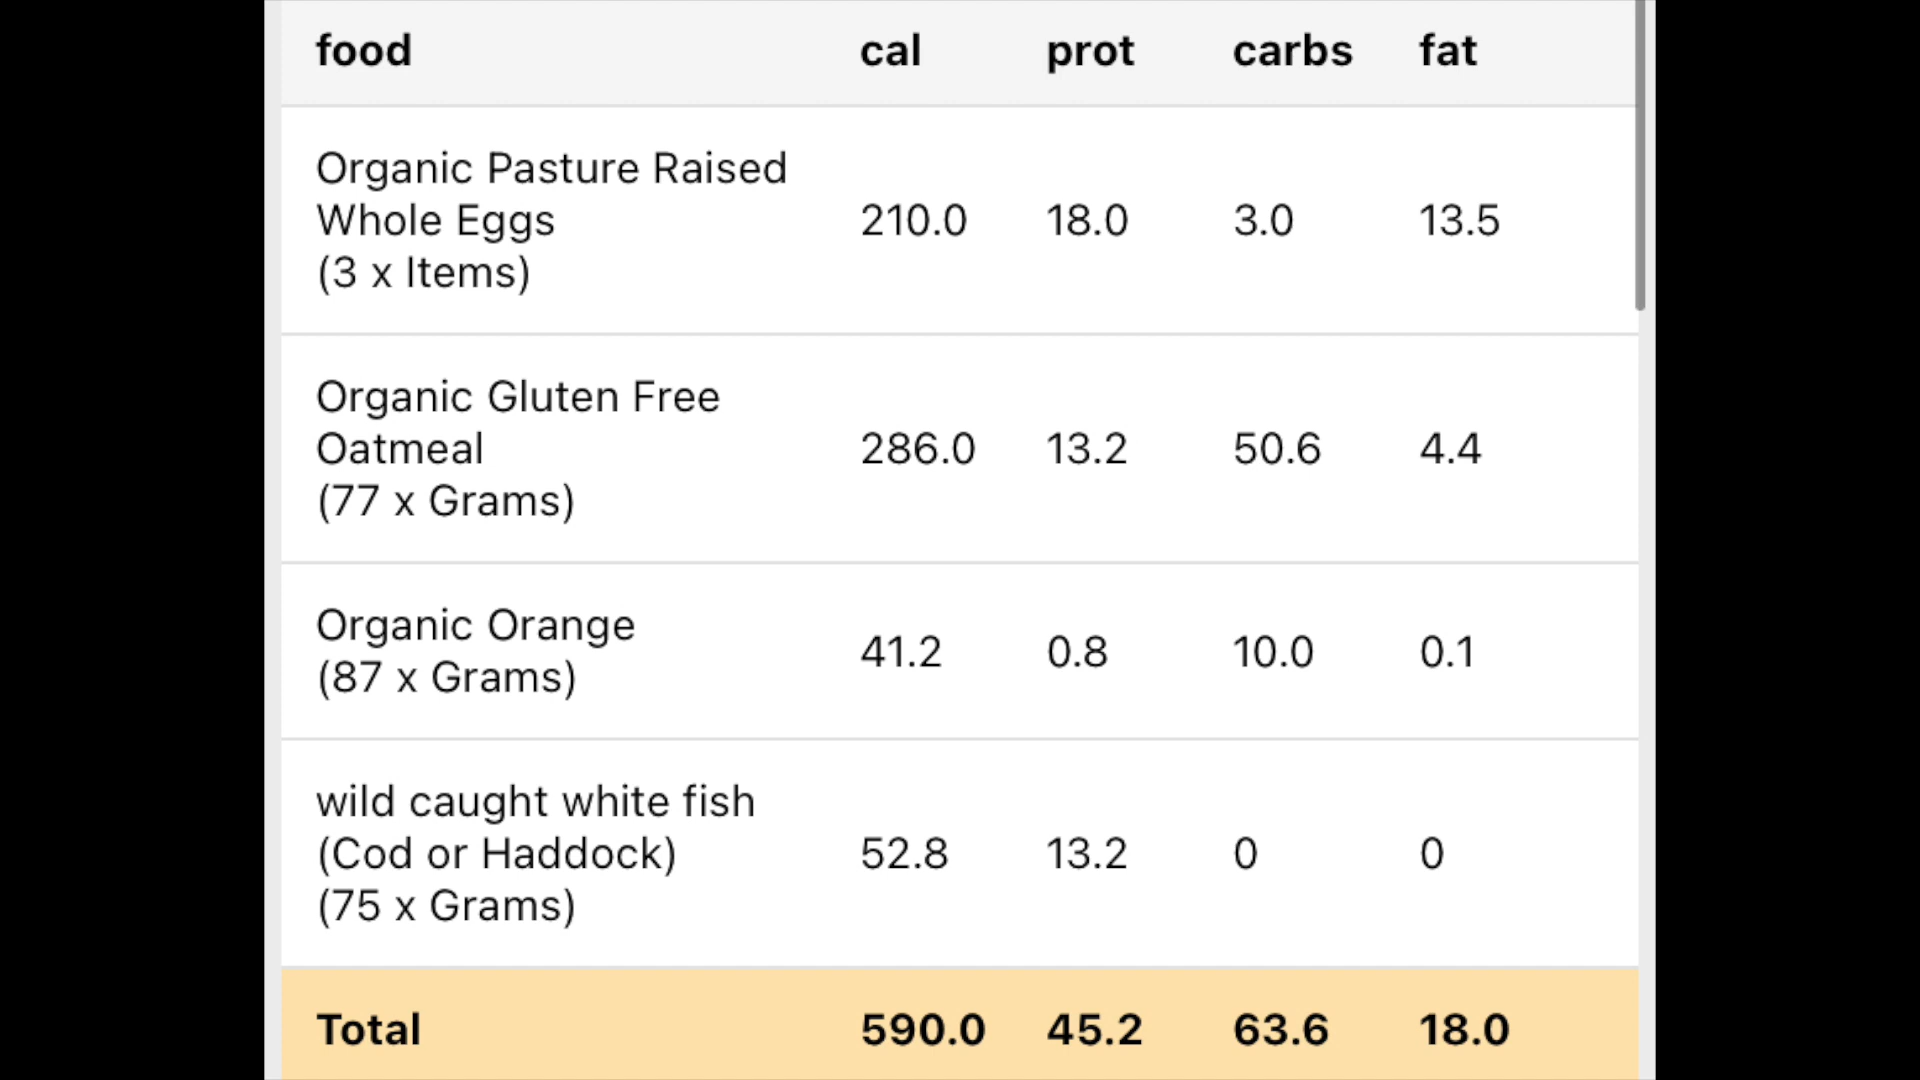 food cal prot carbs fat
Organic Pasture Raised
Whole Eggs 210.0 18.0 3.0 13.5
(3 x Items)
Organic Gluten Free
Oatmeal 286.0 13.2 50.6 4.4
(77 x Grams)
Organic Orange
(87 x Grams) 41.2 0.8 10.0 0.1
wild caught white fish
(Cod or Haddock) 52.8 13.2 0 0
(75 x Grams)
Total 590.0 45.2 63.6 18.0